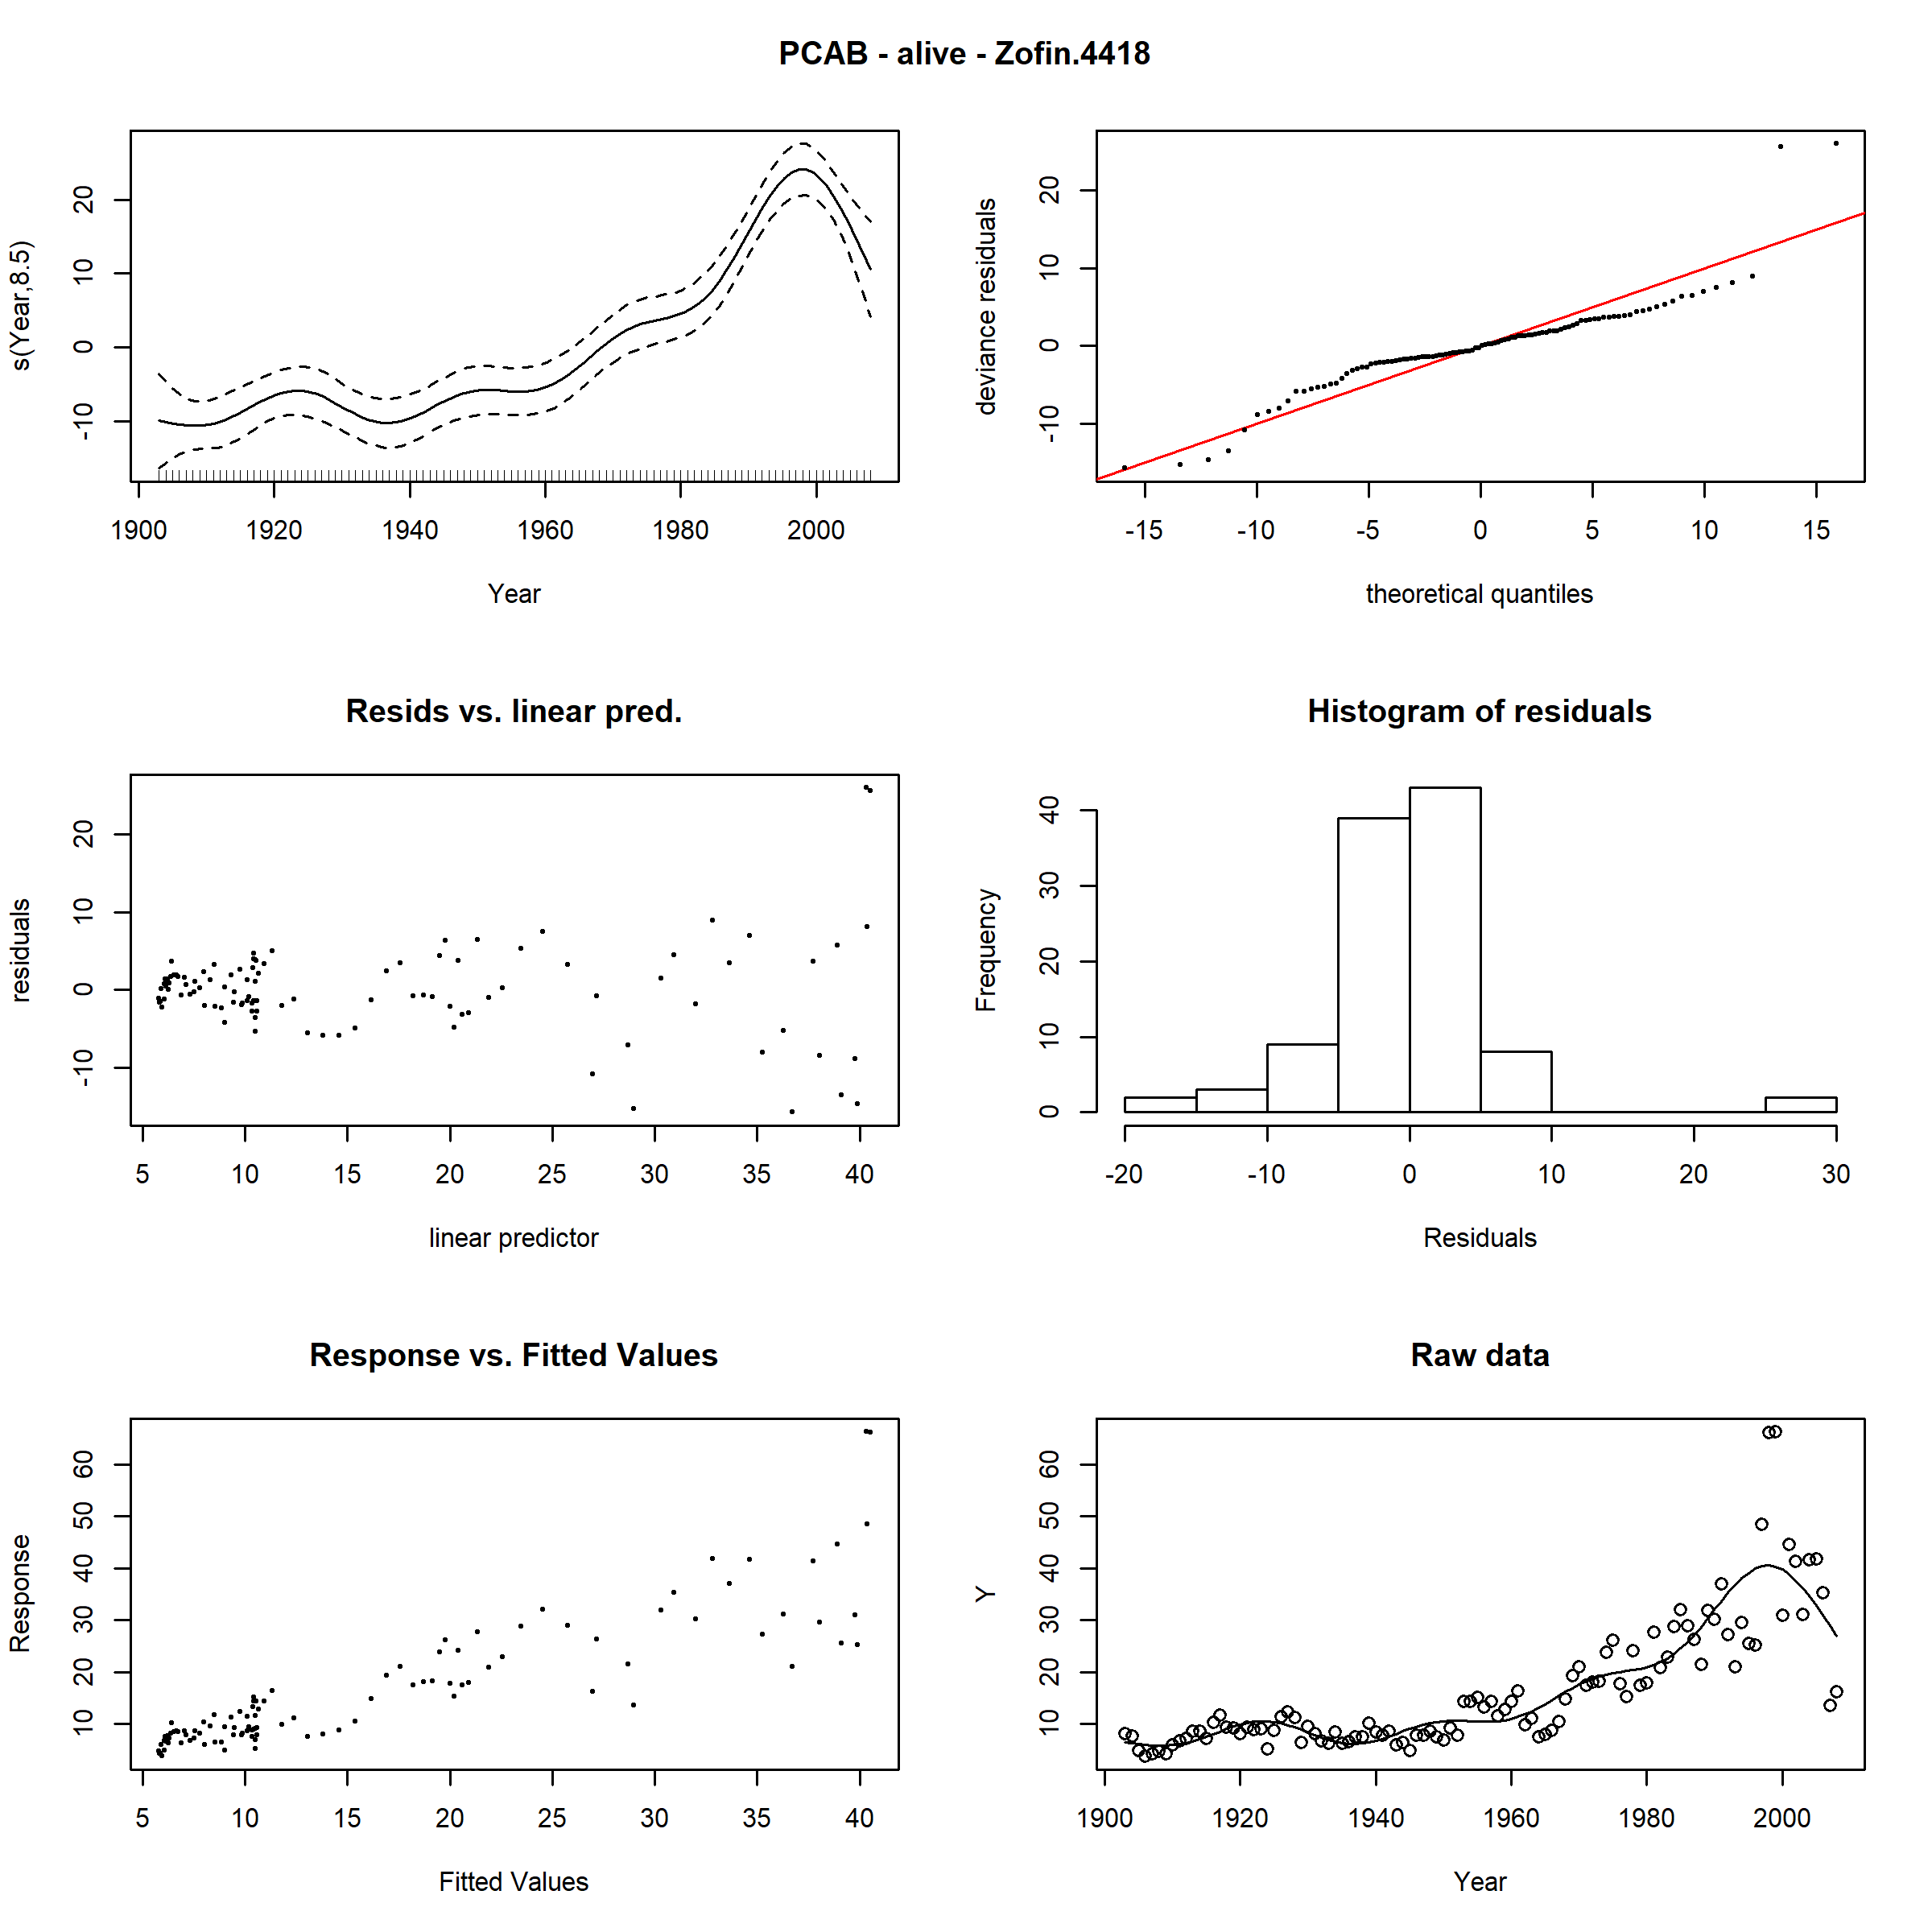 PCAB - alive - Zofin.4418
s(Year,8.5)
20
10
0
-10
1900 1920 1940 1960 1980 2000
Year
deviance residuals
20
10
0
-10
-15 -10 -5 0 5 10 15
theoretical quantiles
Resids vs. linear pred.
residuals
20
10
0
-10
5 10 15 20 25 30 35 40
linear predictor
Histogram of residuals
Frequency
40
30
20
10
0
-20 -10 0 10 20 30
Residuals
Response vs. Fitted Values
Response
60
50
40
30
20
10
5 10 15 20 25 30 35 40
Fitted Values
Raw data
Y
60
50
40
30
20
10
1900 1920 1940 1960 1980 2000
Year